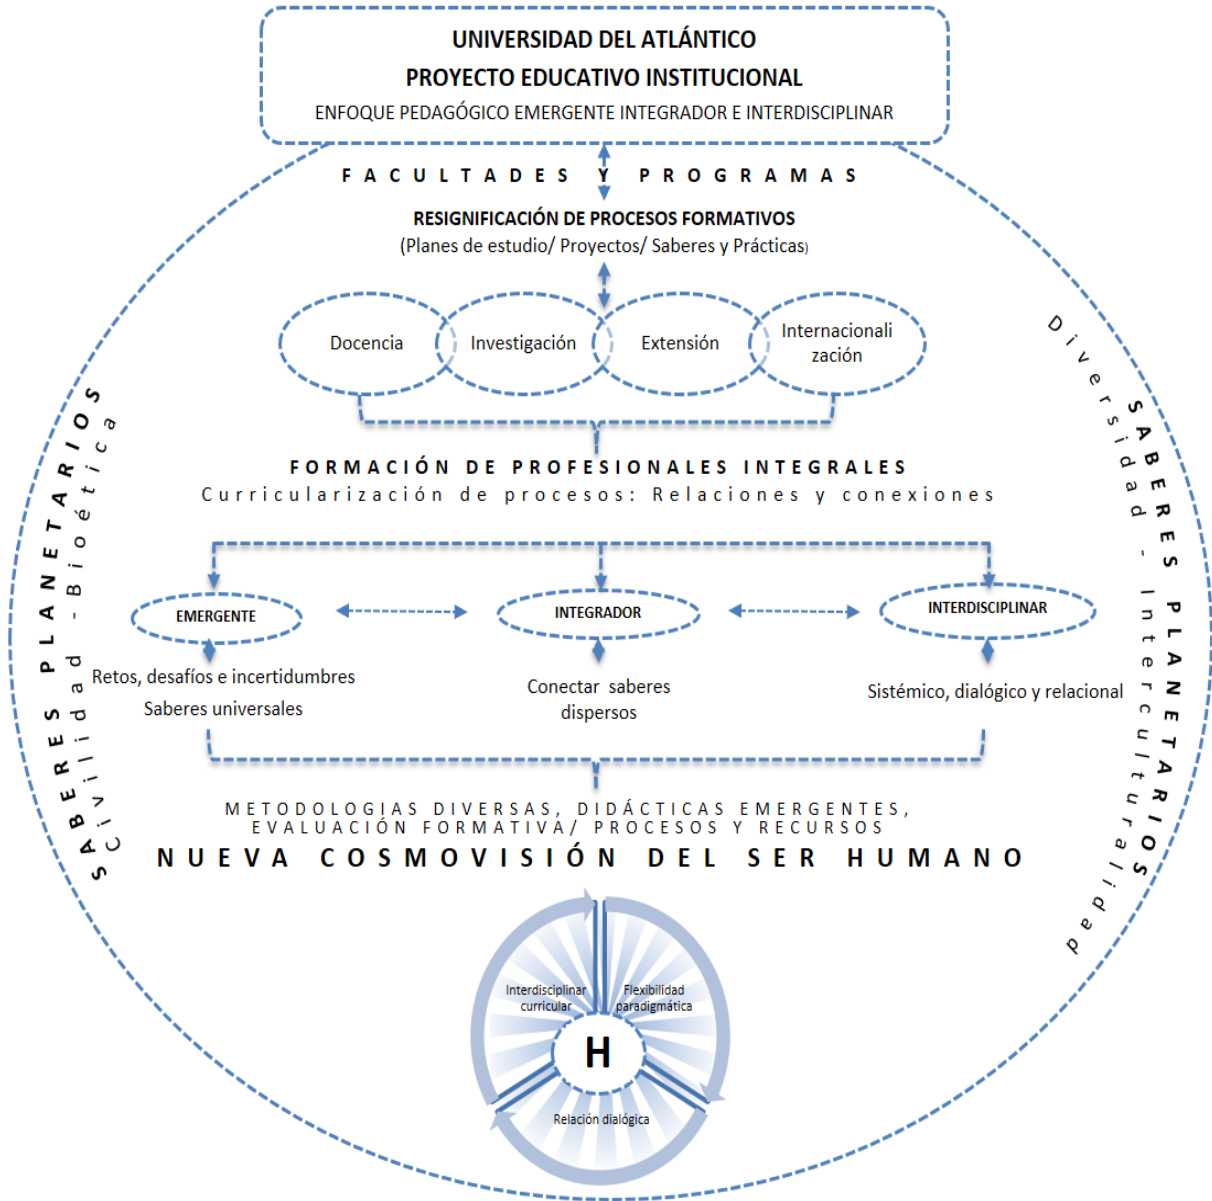 UNIVERSIDAD DEL ATLÁNTICO
PROYECTO EDUCATIVO INSTITUCIONAL
ENFOQUE PEDAGÓGICO EMERGENTE INTEGRADOR E INTERDISCIPLINAR
FACULTADES Y PROGRAMAS
RESIGNIFICACIÓN DE PROCESOS FORMATIVOS
(Planes de estudio/ Proyectos/ Saberes y Prácticas)
Docencia
Investigación
Extensión
Internacionali
zación
SABERES PLANETARIOS
Civilidad -Bioética
SABERES PLANETARIOS
Diversidad - Interculturalidad
FORMACIÓN DE PROFESIONALES INTEGRALES
Curricularización de procesos: Relaciones y conexiones
EMERGENTE
INTEGRADOR
INTERDISCIPLINAR
Retos, desafíos e incertidumbres
Saberes universales
Conectar saberes
dispersos
Sistémico, dialógico y relacional
METODOLOGIAS DIVERSAS, DIDÁCTICAS EMERGENTES,
EVALUACIÓN FORMATIVA/ PROCESOS Y RECURSOS
NUEVA COSMOVISIÓN DEL SER HUMANO
Interdisciplinar
curricular
Flexibilidad
paradigmática
H
Relación dialógica